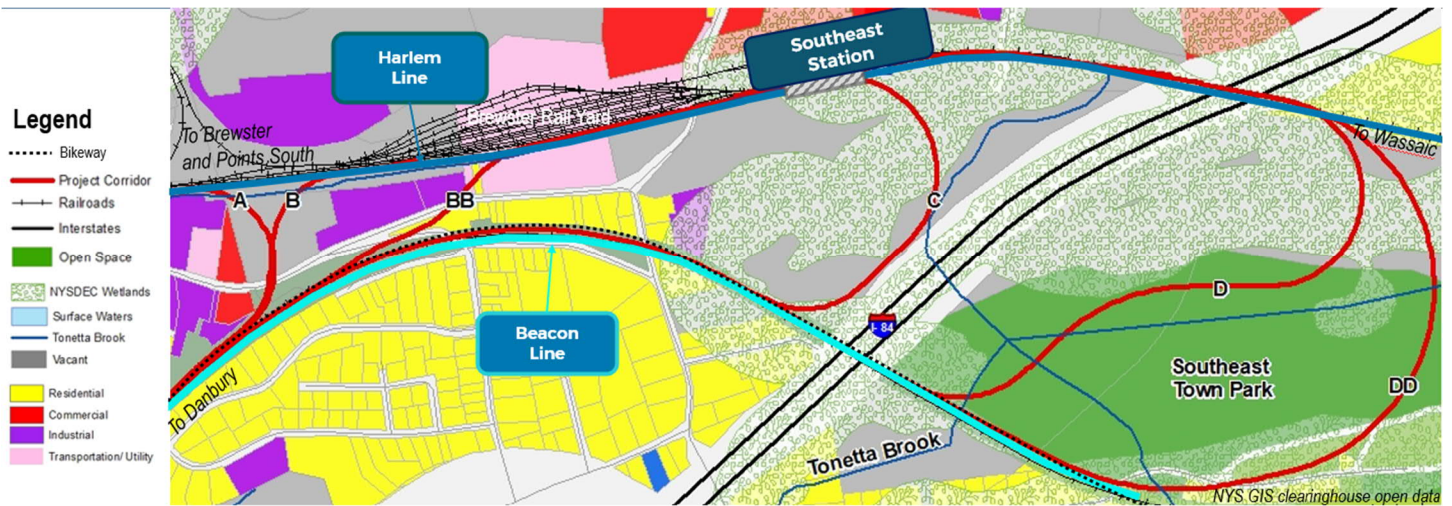 Southeast
Station
Harlem
Line
Brewster Rail Yard
To Brewster
and Points South
To Wassaic
Legend
Bikeway
Project Corridor
Railroads
Interstates
Open Space
NYSDEC Wetlands
Surface Waters
Tonetta Brook
Vacant
Residential
Commercial
Industrial
Transportation/ Utility
A
B
BB
C
D
DD
I- 84
Beacon
Line
To Danbury
Southeast
Town Park
Tonetta Brook
NYS GIS clearinghouse open data